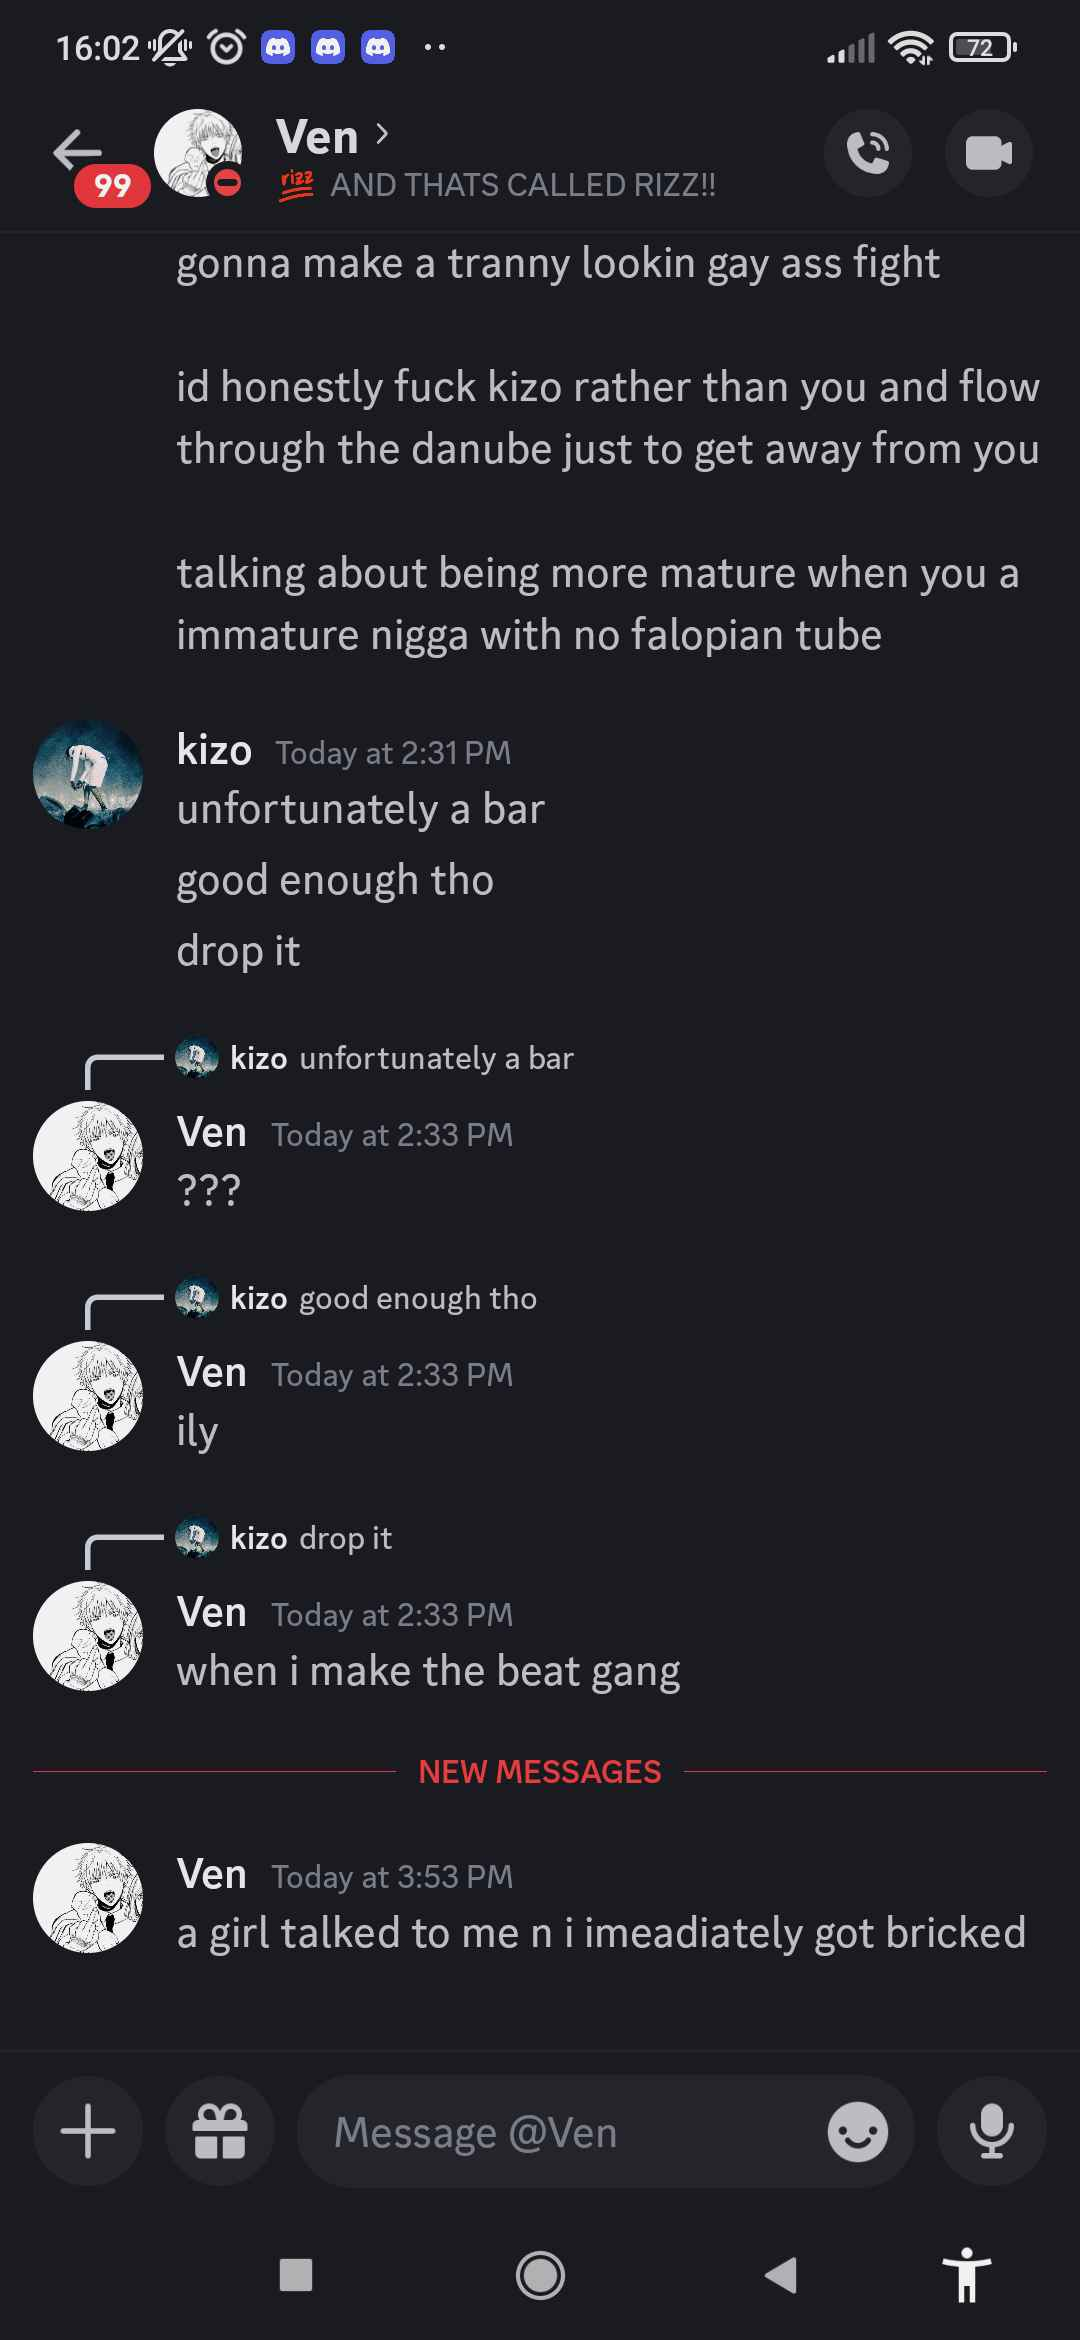 16:02
72
99
Ven
rizz AND THATS CALLED RIZZ!!
gonna make a tranny lookin gay ass fight
id honestly fuck kizo rather than you and flow
through the danube just to get away from you
talking about being more mature when you a
immature nigga with no falopian tube
kizo Today at 2:31 PM
unfortunately a bar
good enough tho
drop it
kizo unfortunately a bar
Ven Today at 2:33 PM
???
kizo good enough tho
Ven Today at 2:33 PM
ily
kizo drop it
Ven Today at 2:33 PM
when i make the beat gang
NEW MESSAGES
Ven Today at 3:53 PM
a girl talked to me n i imeadiately got bricked
Message @Ven